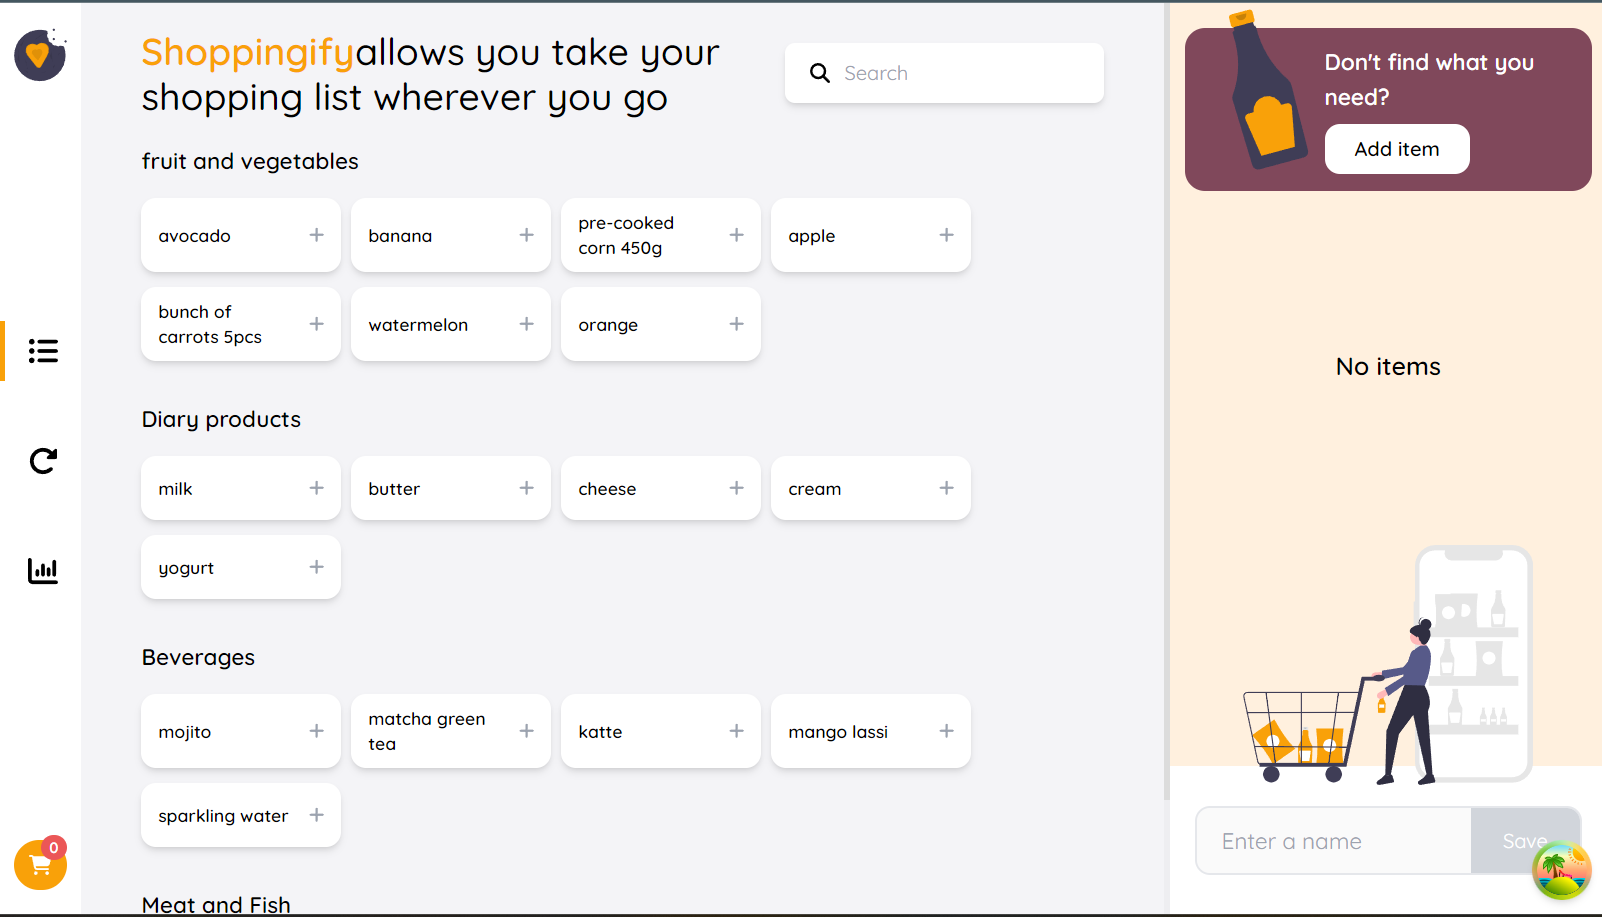 Shoppingifyallows you take your
shopping list wherever you go
Search
fruit and vegetables
avocado +
banana +
pre-cooked
corn 450g +
apple +
bunch of
carrots 5pcs +
watermelon +
orange +
Diary products
milk +
butter +
cheese +
cream +
yogurt +
Beverages
mojito +
matcha green
tea +
katte +
mango lassi +
sparkling water +
Meat and Fish
0
Don't find what you
need?
Add item
No items
Enter a name
Save